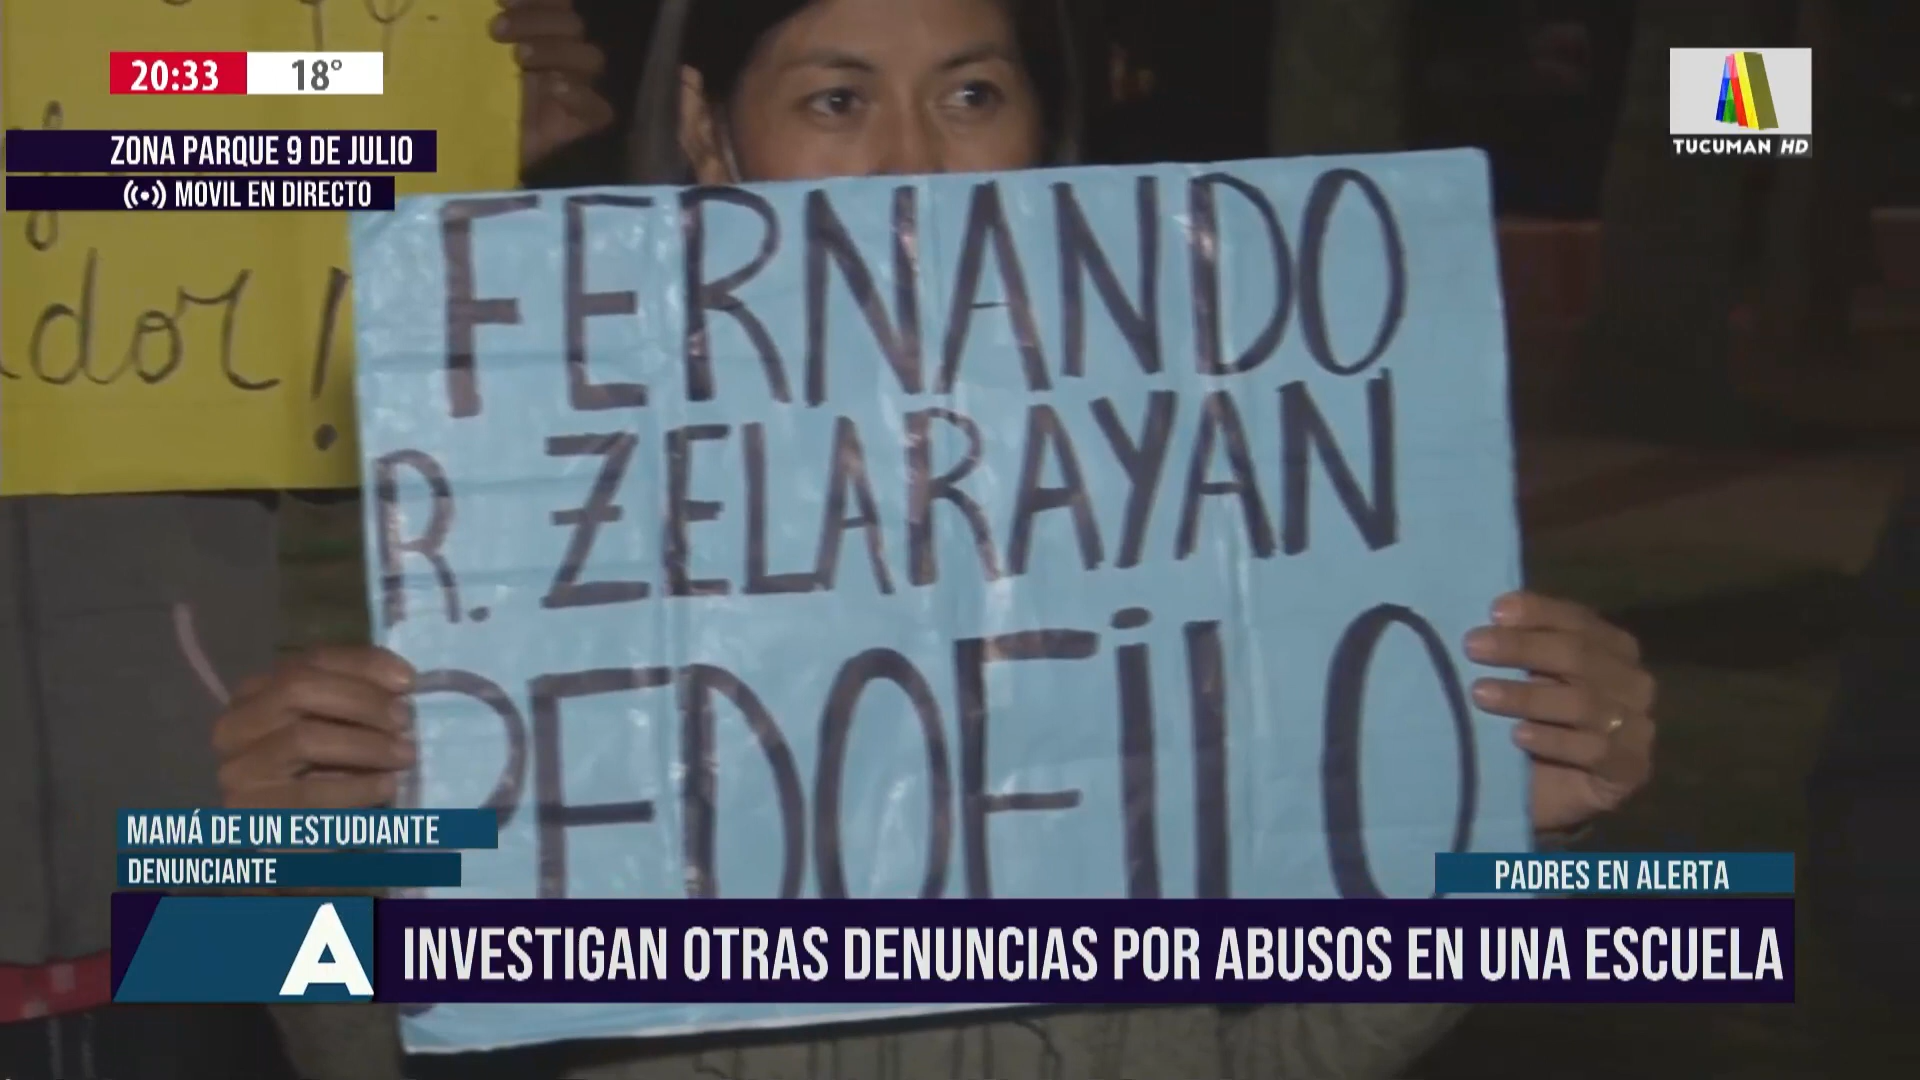 20:33
18°
ZONA PARQUE 9 DE JULIO
MOVIL EN DIRECTO
TUCUMAN HD
dor!
FERNANDO
R. ZELARAYAN
PEDOFILO
MAMÁ DE UN ESTUDIANTE
DENUNCIANTE
PADRES EN ALERTA
A
INVESTIGAN OTRAS DENUNCIAS POR ABUSOS EN UNA ESCUELA